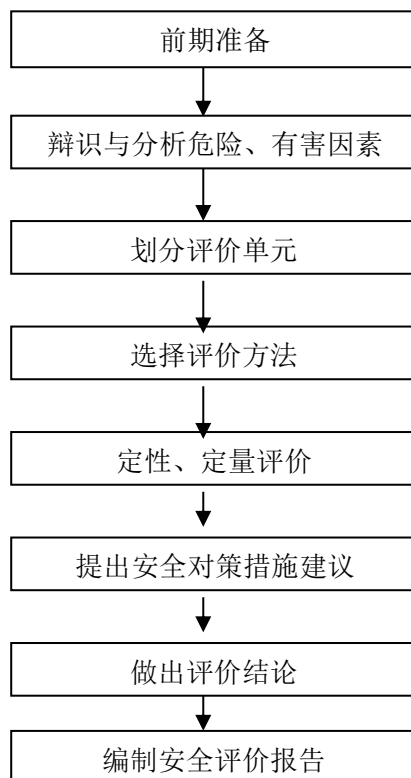 前期准备
辩识与分析危险、有害因素
划分评价单元
选择评价方法
定性、定量评价
提出安全对策措施建议
做出评价结论
编制安全评价报告